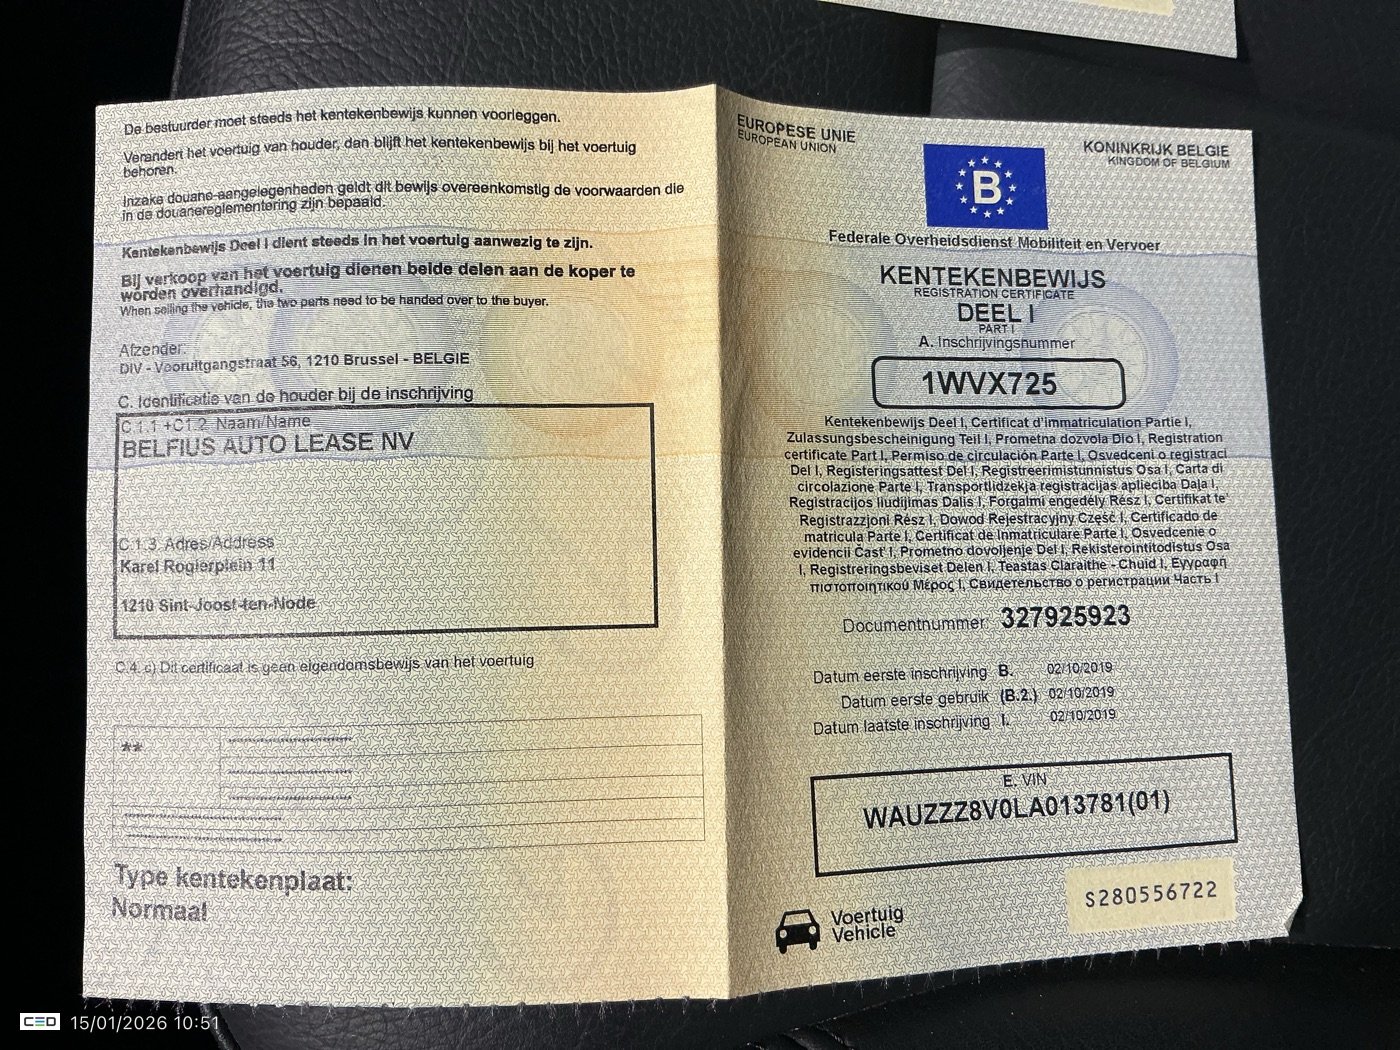 De bestuurder moet steeds het kentekenbewijs kunnen voorleggen.
Verandert het voertuig van houder, dan blijft het kentekenbewijs bij het voertuig
behoren.
Inzake douane-aangelegenheden geldt dit bewijs overeenkomstig de voorwaarden die
in de douanereglementering zijn bepaald.
Kentekenbewijs Deel I dient steeds in het voertuig aanwezig te zijn.
Bij verkoop van het voertuig dienen beide delen aan de koper te
worden overhandigd.
When selling the vehicle, the two parts need to be handed over to the buyer.
Afzender:
DIV - Vooruitgangstraat 56, 1210 Brussel - BELGIE
C. Identificatie van de houder bij de inschrijving
C.1.1 +C1.2 Naam/Name
BELFIUS AUTO LEASE NV
C.1.3 Adres/Address
Karel Rogierplein 11
1210 Sint-Joost-ten-Node
C.4. c) Dit certificaat is geen eigendomsbewijs van het voertuig
**
Type kentekenplaat:
Normaal
EUROPESE UNIE
EUROPEAN UNION
KONINKRIJK BELGIE
KINGDOM OF BELGIUM
B
Federale Overheidsdienst Mobiliteit en Vervoer
KENTEKENBEWIJS
REGISTRATION CERTIFICATE
DEEL I
PART I
A. Inschrijvingsnummer
1WVX725
Kentekenbewijs Deel I, Certificat d'immatriculation Partie I,
Zulassungsbescheinigung Teil I, Prometna dozvola Dio I, Registration
certificate Part I, Permiso de circulación Parte I, Osvedceni o registraci
Del I, Registeringsattest Del I, Registreerimistunnistus Osa I, Carta di
circolazione Parte I, Transportlidzekja registracijas aplieciba Daļa I,
Registracijos liudijimas Dalis I, Forgalmi engedély Rész I, Certifikat te'
Registrazzjoni Rész I, Dowod Rejestracyjny Część I, Certificado de
matricula Parte I, Certificat de Inmatriculare Parte I, Osvedcenie o
evidencii Časť I, Prometno dovoljenje Del I, Rekisterointitodistus Osa
I, Registreringsbeviset Delen I, Teastas Claraithe - Chuid I, Εγγραφή
πιστοποιητικού Μέρος I, Свидетельство о регистрации Часть I
Documentnummer: 327925923
Datum eerste inschrijving B. 02/10/2019
Datum eerste gebruik (B.2.) 02/10/2019
Datum laatste inschrijving I. 02/10/2019
E. VIN
WAUZZZ8V0LA013781(01)
S280556722
Voertuig
Vehicle
CED 15/01/2026 10:51